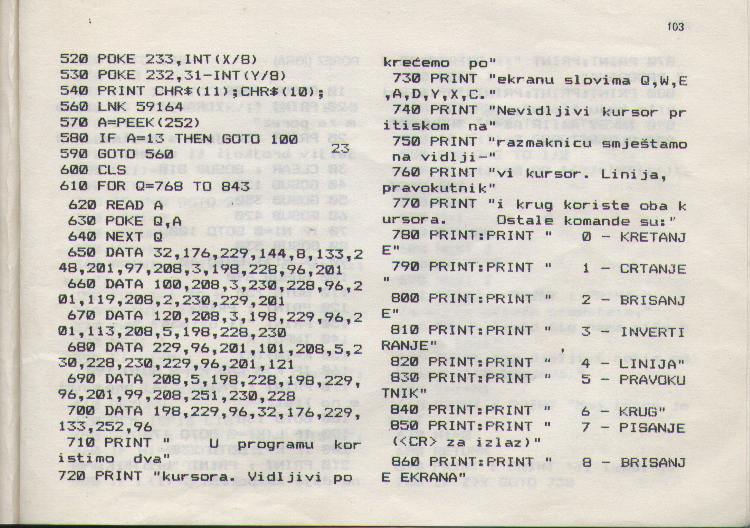 103
520 POKE 233,INT(X/8)
530 POKE 232,31-INT(Y/8)
540 PRINT CHR$(11);CHR$(10);
560 LNK 59164
570 A=PEEK(252)
580 IF A=13 THEN GOTO 100
23
590 GOTO 560
600 CLS
610 FOR Q=768 TO 843
620 READ A
630 POKE Q,A
640 NEXT Q
650 DATA 32,176,229,144,8,133,2
48,201,97,208,3,198,228,96,201
660 DATA 100,208,3,230,228,96,2
01,119,208,2,230,229,201
670 DATA 120,208,3,198,229,96,2
01,113,208,5,198,228,230
680 DATA 229,96,201,101,208,5,2
30,228,230,229,96,201,121
690 DATA 208,5,198,228,198,229,
96,201,99,208,251,230,228
700 DATA 198,229,96,32,176,229,
133,252,96
710 PRINT "    U programu kor
istimo dva"
720 PRINT "kursora. Vidljivi po
krećemo po"
730 PRINT "ekranu slovima Q,W,E
,A,D,Y,X,C.
740 PRINT "Nevidljivi kursor pr
itiskom na"
750 PRINT "razmaknicu smještamo
na vidlji-"
760 PRINT "vi kursor. Linija,
pravokutnik"
770 PRINT "i krug koriste oba k
ursora.    Ostale komande su:"
780 PRINT:PRINT "   0 - KRETANJ
E"
790 PRINT:PRINT "   1 - CRTANJE
"
800 PRINT:PRINT "   2 - BRISANJ
E"
810 PRINT:PRINT "   3 - INVERTI
RANJE"
820 PRINT:PRINT "   4 - LINIJA"
830 PRINT:PRINT "   5 - PRAVOKU
TNIK"
840 PRINT:PRINT "   6 - KRUG"
850 PRINT:PRINT "   7 - PISANJE
(<CR> za izlaz)"
860 PRINT:PRINT "   8 - BRISANJ
E EKRANA"